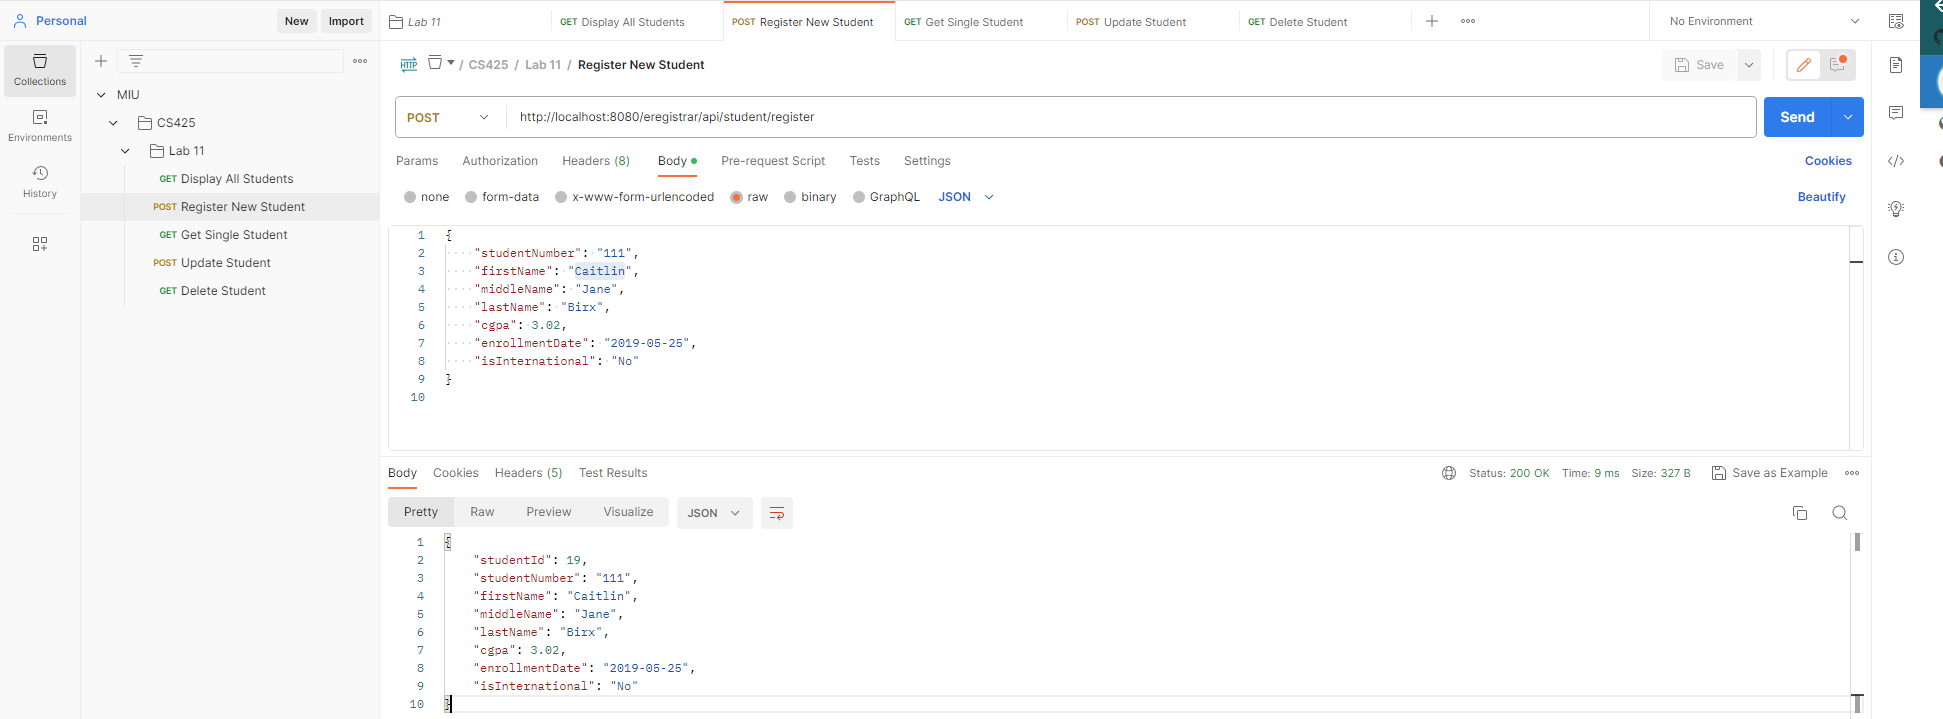 Personal
New
Import
Lab 11
GET Display All Students
POST Register New Student
GET Get Single Student
POST Update Student
GET Delete Student
No Environment
Collections
Environments
History
MIU
CS425
Lab 11
GET Display All Students
POST Register New Student
GET Get Single Student
POST Update Student
GET Delete Student
HTTP / CS425 / Lab 11 / Register New Student
Save
POST
http://localhost:8080/eregistrar/api/student/register
Send
Params Authorization Headers (8) Body Pre-request Script Tests Settings
Cookies
none form-data x-www-form-urlencoded raw binary GraphQL JSON
Beautify
1 {
2 "studentNumber": "111",
3 "firstName": "Caitlin",
4 "middleName": "Jane",
5 "lastName": "Birx",
6 "cgpa": 3.02,
7 "enrollmentDate": "2019-05-25",
8 "isInternational": "No"
9 }
10
Body Cookies Headers (5) Test Results
Status: 200 OK Time: 9 ms Size: 327 B Save as Example
Pretty Raw Preview Visualize JSON
1 {
2 "studentId": 19,
3 "studentNumber": "111",
4 "firstName": "Caitlin",
5 "middleName": "Jane",
6 "lastName": "Birx",
7 "cgpa": 3.02,
8 "enrollmentDate": "2019-05-25",
9 "isInternational": "No"
10 }